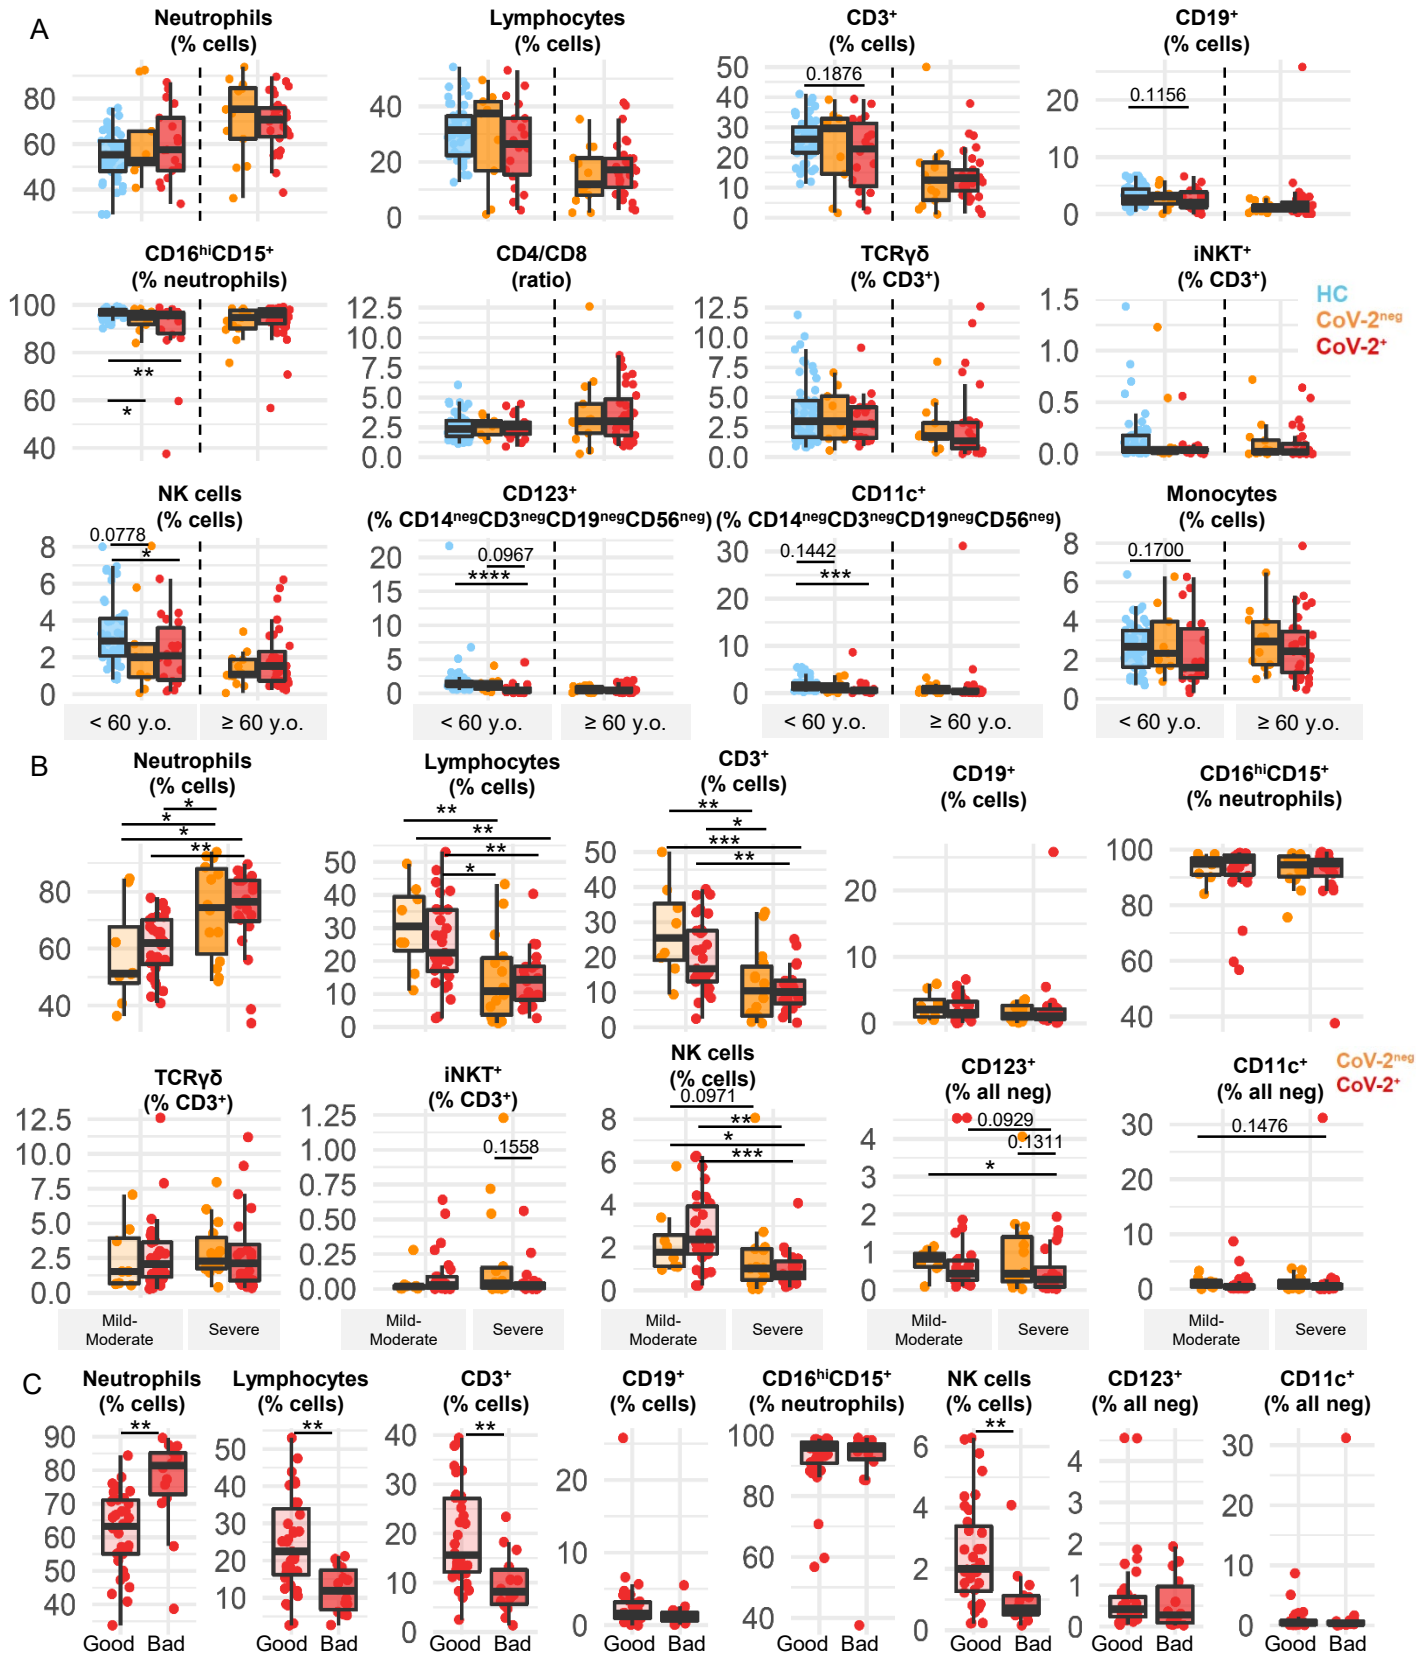 A
Neutrophils
(% cells)
Lymphocytes
(% cells)
CD3⁺
(% cells)
CD19⁺
(% cells)
80
60
40
40
20
0
50
40
30
20
10
0
0.1876
20
10
0
0.1156
CD16ʰⁱCD15⁺
(% neutrophils)
CD4/CD8
(ratio)
TCRγδ
(% CD3⁺)
iNKT⁺
(% CD3⁺)
HC
CoV-2ⁿᵉᵍ
CoV-2⁺
100
80
60
40
**
*
12.5
10.0
7.5
5.0
2.5
0.0
12.5
10.0
7.5
5.0
2.5
0.0
1.5
1.0
0.5
0.0
NK cells
(% cells)
CD123⁺
(% CD14ⁿᵉᵍCD3ⁿᵉᵍCD19ⁿᵉᵍCD56ⁿᵉᵍ)
CD11c⁺
(% CD14ⁿᵉᵍCD3ⁿᵉᵍCD19ⁿᵉᵍCD56ⁿᵉᵍ)
Monocytes
(% cells)
8
6
4
2
0
0.0778
*
20
15
10
5
0
0.0967
****
30
20
10
0
0.1442
***
8
6
4
2
0
0.1700
< 60 y.o. ≥ 60 y.o.
< 60 y.o. ≥ 60 y.o.
< 60 y.o. ≥ 60 y.o.
< 60 y.o. ≥ 60 y.o.
B
Neutrophils
(% cells)
Lymphocytes
(% cells)
CD3⁺
(% cells)
CD19⁺
(% cells)
CD16ʰⁱCD15⁺
(% neutrophils)
*
*
*
**
80
60
40
**
**
**
*
50
40
30
20
10
0
**
*
***
**
50
40
30
20
10
0
20
10
0
100
80
60
40
TCRγδ
(% CD3⁺)
iNKT⁺
(% CD3⁺)
NK cells
(% cells)
CD123⁺
(% all neg)
CD11c⁺
(% all neg)
CoV-2ⁿᵉᵍ
CoV-2⁺
12.5
10.0
7.5
5.0
2.5
0.0
1.25
1.00
0.75
0.50
0.25
0.00
0.1558
8
6
4
2
0
0.0971
**
*
***
4
3
2
1
0
0.0929
0.1311
*
30
20
10
0
0.1476
Mild-
Moderate
Severe
Mild-
Moderate
Severe
Mild-
Moderate
Severe
Mild-
Moderate
Severe
Mild-
Moderate
Severe
C
Neutrophils
(% cells)
Lymphocytes
(% cells)
CD3⁺
(% cells)
CD19⁺
(% cells)
CD16ʰⁱCD15⁺
(% neutrophils)
NK cells
(% cells)
CD123⁺
(% all neg)
CD11c⁺
(% all neg)
**
90
80
70
60
50
40
**
50
40
30
20
10
**
40
30
20
10
0
20
10
0
100
80
60
40
**
6
4
2
0
4
3
2
1
0
30
20
10
0
Good Bad
Good Bad
Good Bad
Good Bad
Good Bad
Good Bad
Good Bad
Good Bad